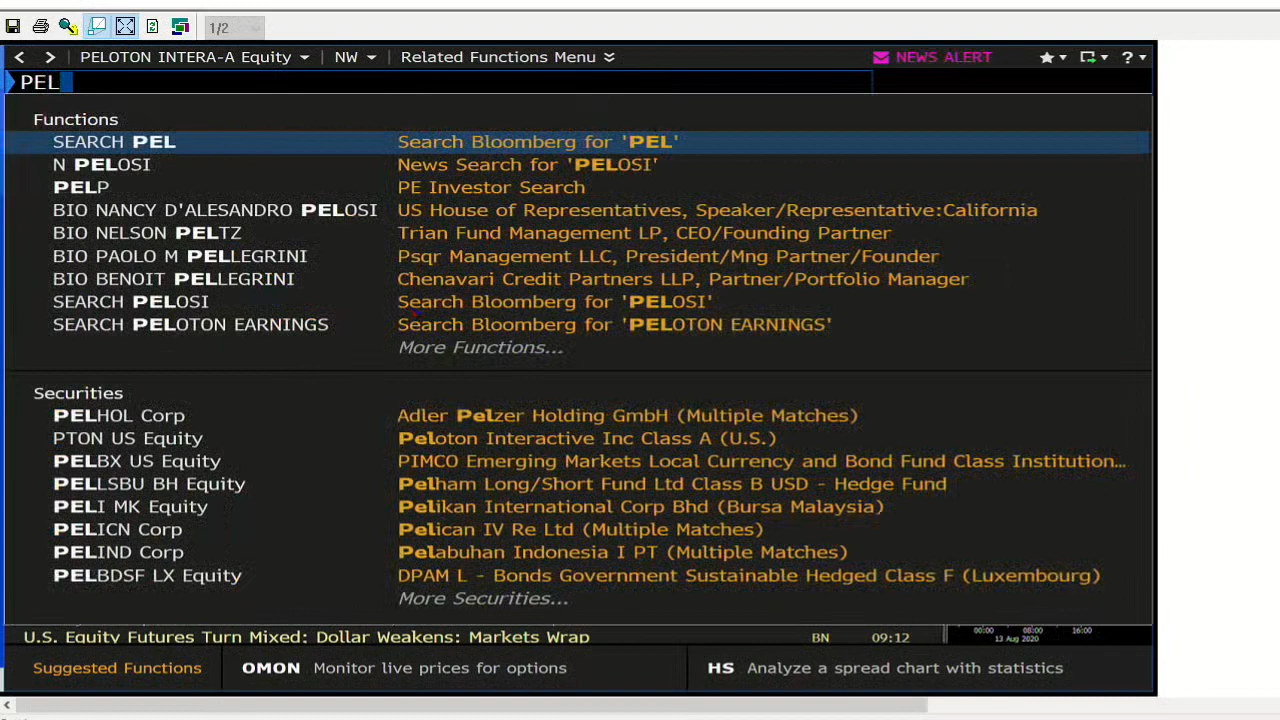 1/2
PELOTON INTERA-A Equity NW Related Functions Menu NEWS ALERT ?
PEL
Functions
SEARCH PEL Search Bloomberg for 'PEL'
N PELOSI News Search for 'PELOSI'
PELP PE Investor Search
BIO NANCY D'ALESANDRO PELOSI US House of Representatives, Speaker/Representative:California
BIO NELSON PELTZ Trian Fund Management LP, CEO/Founding Partner
BIO PAOLO M PELLEGRINI Psqr Management LLC, President/Mng Partner/Founder
BIO BENOIT PELLEGRINI Chenavari Credit Partners LLP, Partner/Portfolio Manager
SEARCH PELOSI Search Bloomberg for 'PELOSI'
SEARCH PELOTON EARNINGS Search Bloomberg for 'PELOTON EARNINGS'
More Functions...
Securities
PELHOL Corp Adler Pelzer Holding GmbH (Multiple Matches)
PTON US Equity Peloton Interactive Inc Class A (U.S.)
PELBX US Equity PIMCO Emerging Markets Local Currency and Bond Fund Class Institution...
PELLSBU BH Equity Pelham Long/Short Fund Ltd Class B USD - Hedge Fund
PELI MK Equity Pelikan International Corp Bhd (Bursa Malaysia)
PELICN Corp Pelican IV Re Ltd (Multiple Matches)
PELIND Corp Pelabuhan Indonesia I PT (Multiple Matches)
PELBDSF LX Equity DPAM L - Bonds Government Sustainable Hedged Class F (Luxembourg)
More Securities...
U.S. Equity Futures Turn Mixed: Dollar Weakens: Markets Wrap BN 09:12 00:00 08:00 16:00
13 Aug 2020
Suggested Functions OMON Monitor live prices for options HS Analyze a spread chart with statistics